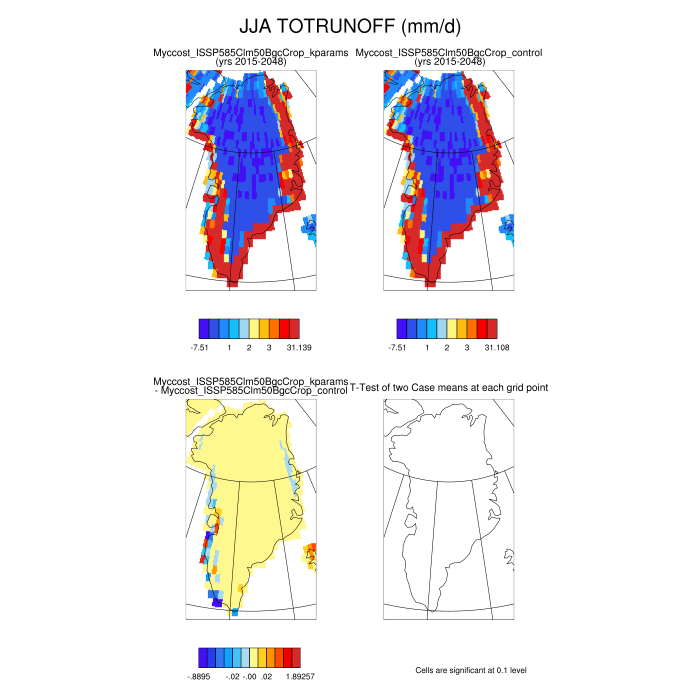 JJA TOTRUNOFF (mm/d)
Myccost_ISSP585Clm50BgcCrop_kparams
(yrs 2015-2048)
Myccost_ISSP585Clm50BgcCrop_control
(yrs 2015-2048)
-7.51 1 2 3 31.139
-7.51 1 2 3 31.108
Myccost_ISSP585Clm50BgcCrop_kparams
- Myccost_ISSP585Clm50BgcCrop_control
T-Test of two Case means at each grid point
-.8895 -.02 -.00 .02 1.89257
Cells are significant at 0.1 level